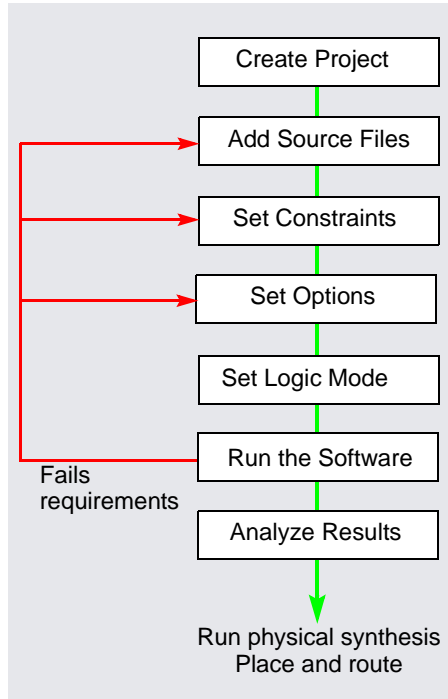 Create Project
Add Source Files
Set Constraints
Set Options
Set Logic Mode
Run the Software
Fails
requirements
Analyze Results
Run physical synthesis
Place and route